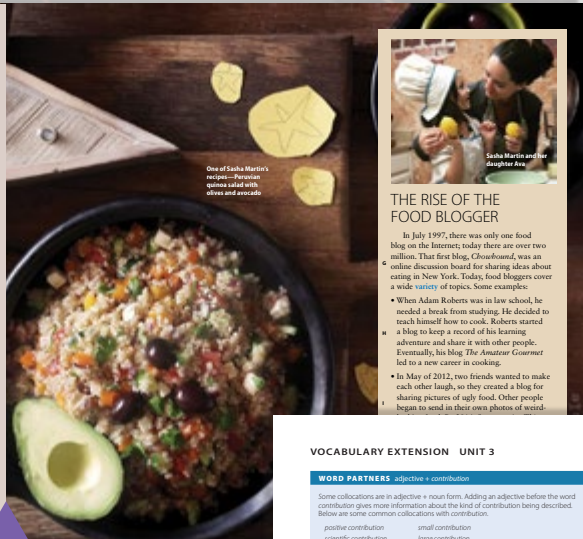 One of Sasha Martin's
recipes—Peruvian
quinoa salad with
olives and avocado
Sasha Martin and her
daughter Ava
THE RISE OF THE
FOOD BLOGGER
In July 1997, there was only one food
blog on the Internet; today there are over two
million. That first blog, Chowhound, was an
G
online discussion board for sharing ideas about
eating in New York. Today, food bloggers cover
a wide variety of topics. Some examples:
• When Adam Roberts was in law school, he
needed a break from studying. He decided to
teach himself how to cook. Roberts started
H
a blog to keep a record of his learning
adventure and share it with other people.
Eventually, his blog The Amateur Gourmet
led to a new career in cooking.
• In May of 2012, two friends wanted to make
each other laugh, so they created a blog for
sharing pictures of ugly food. Other people
I
began to send in their own photos of weird-
VOCABULARY EXTENSION UNIT 3
WORD PARTNERS adjective + contribution
Some collocations are in adjective + noun form. Adding an adjective before the word
contribution gives more information about the kind of contribution being described.
Below are some common collocations with contribution.
positive contribution small contribution